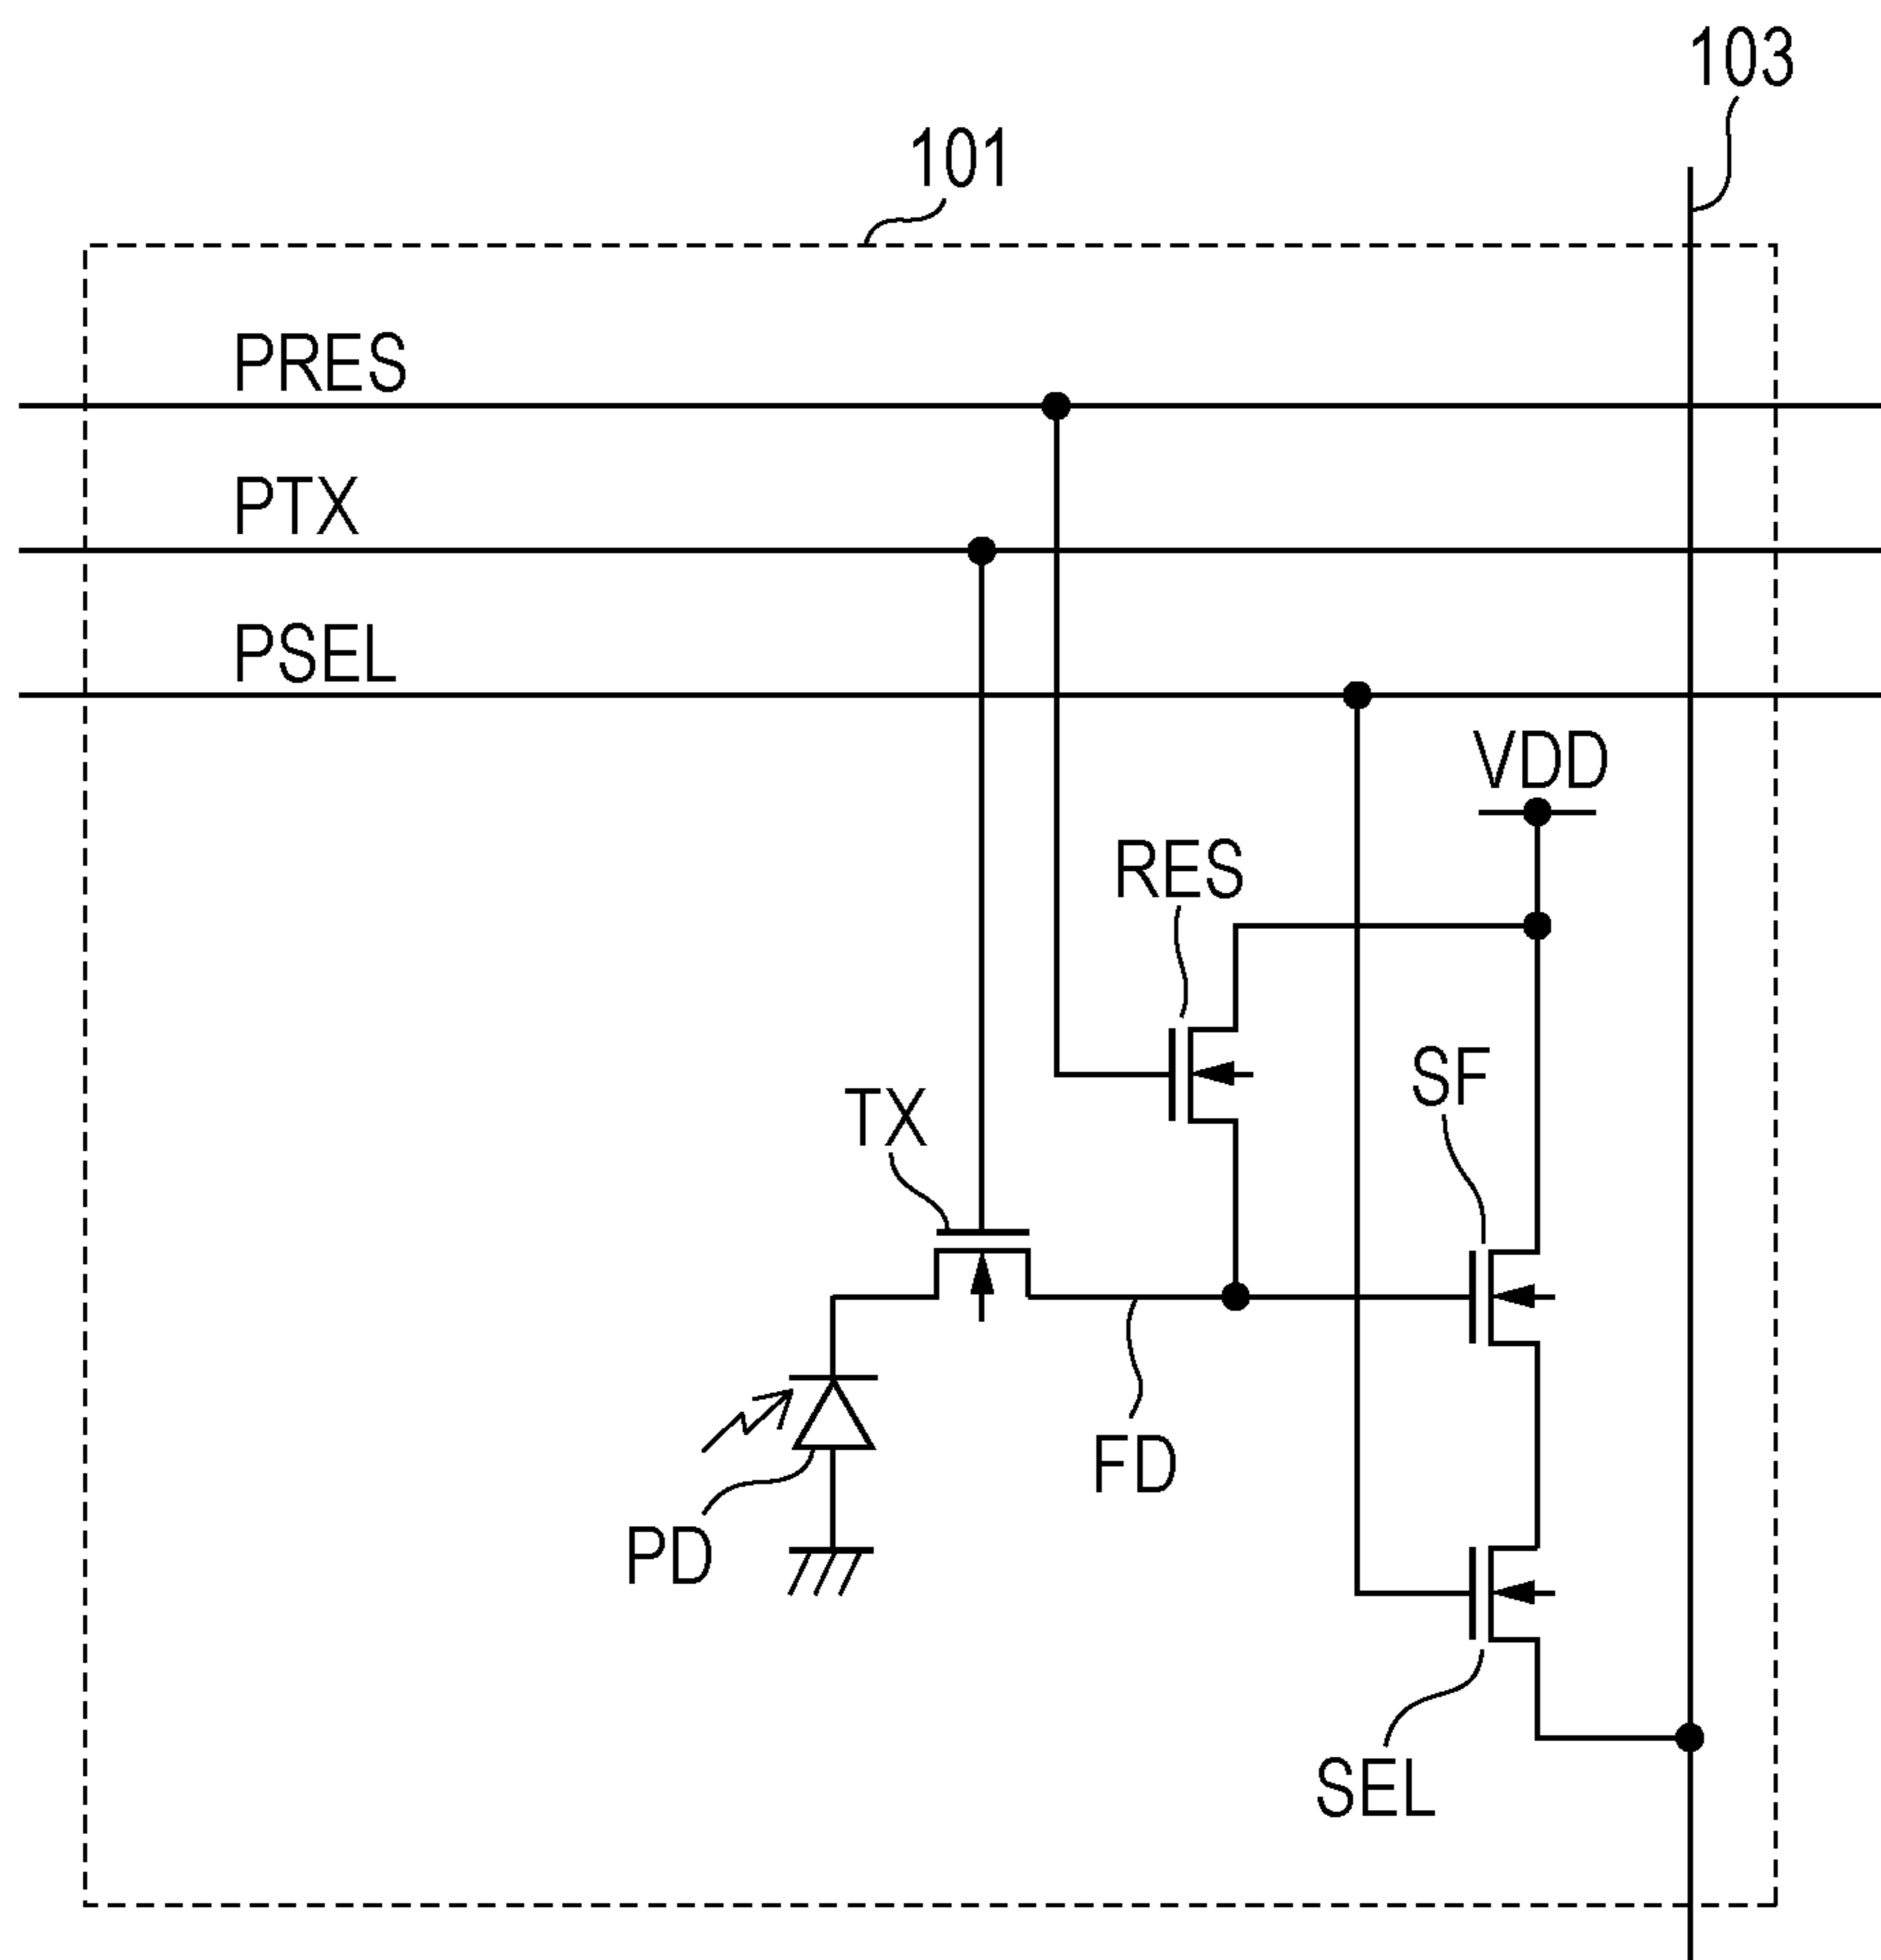 103
101
PRES
PTX
PSEL
VDD
RES
SF
TX
FD
PD
SEL